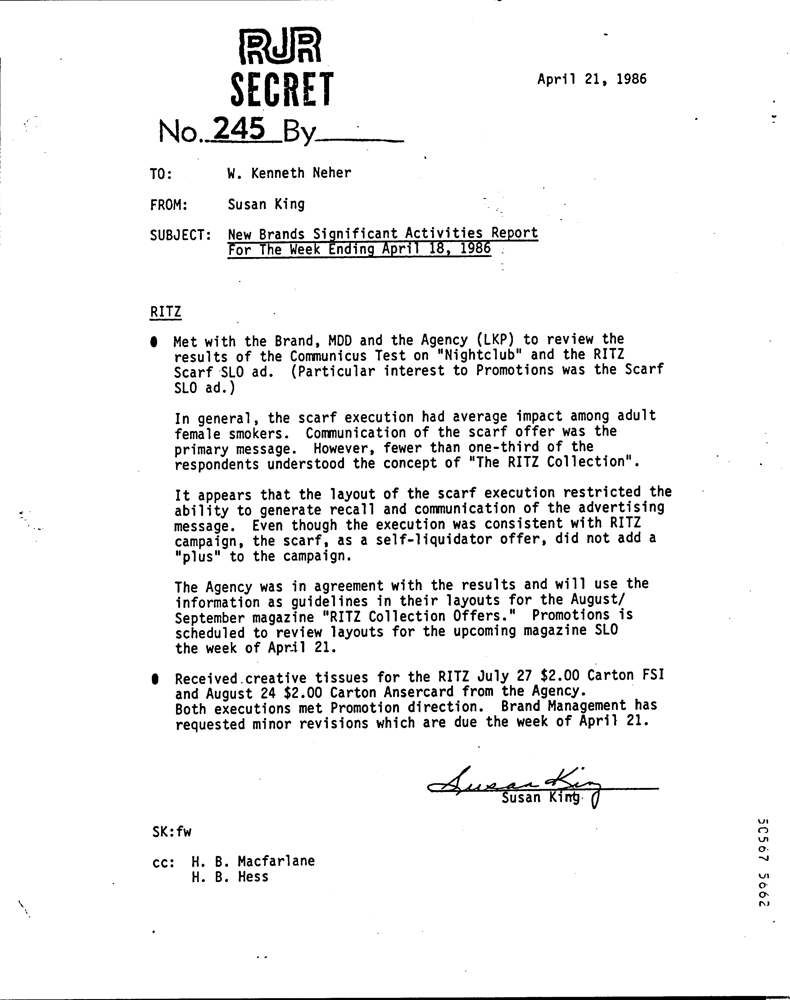 RJR
SECRET
April 21, 1986
No. 245 By
TO: W. Kenneth Neher
FROM: Susan King
SUBJECT: New Brands Significant Activities Report
For The Week Ending April 18, 1986
RITZ
● Met with the Brand, MDD and the Agency (LKP) to review the
results of the Communicus Test on "Nightclub" and the RITZ
Scarf SLO ad. (Particular interest to Promotions was the Scarf
SLO ad.)
In general, the scarf execution had average impact among adult
female smokers. Communication of the scarf offer was the
primary message. However, fewer than one-third of the
respondents understood the concept of "The RITZ Collection".
It appears that the layout of the scarf execution restricted the
ability to generate recall and communication of the advertising
message. Even though the execution was consistent with RITZ
campaign, the scarf, as a self-liquidator offer, did not add a
"plus" to the campaign.
The Agency was in agreement with the results and will use the
information as guidelines in their layouts for the August/
September magazine "RITZ Collection Offers." Promotions is
scheduled to review layouts for the upcoming magazine SLO
the week of April 21.
● Received creative tissues for the RITZ July 27 $2.00 Carton FSI
and August 24 $2.00 Carton Ansercard from the Agency.
Both executions met Promotion direction. Brand Management has
requested minor revisions which are due the week of April 21.
Susan King
Susan King
SK:fw
cc: H. B. Macfarlane
H. B. Hess
50567 5662